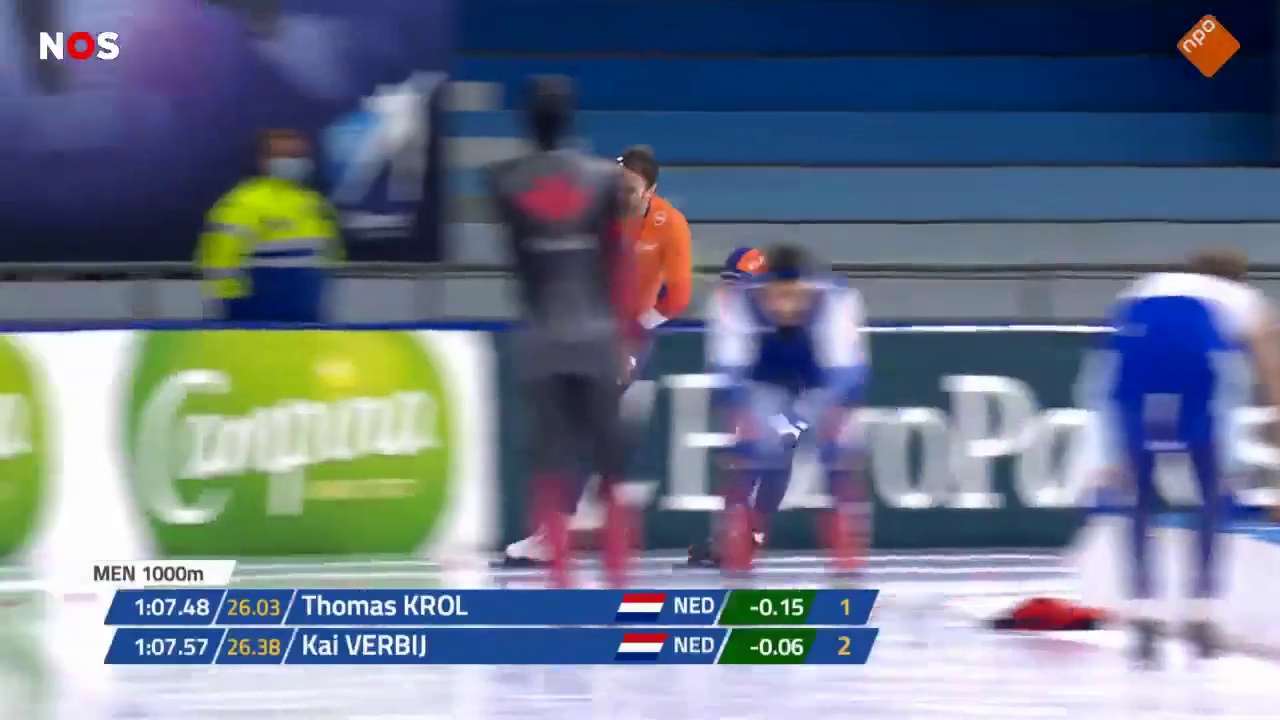 NOS
npo
Compaxo
MEN 1000m
1:07.48 26.03 Thomas KROL NED -0.15 1
1:07.57 26.38 Kai VERBIJ NED -0.06 2